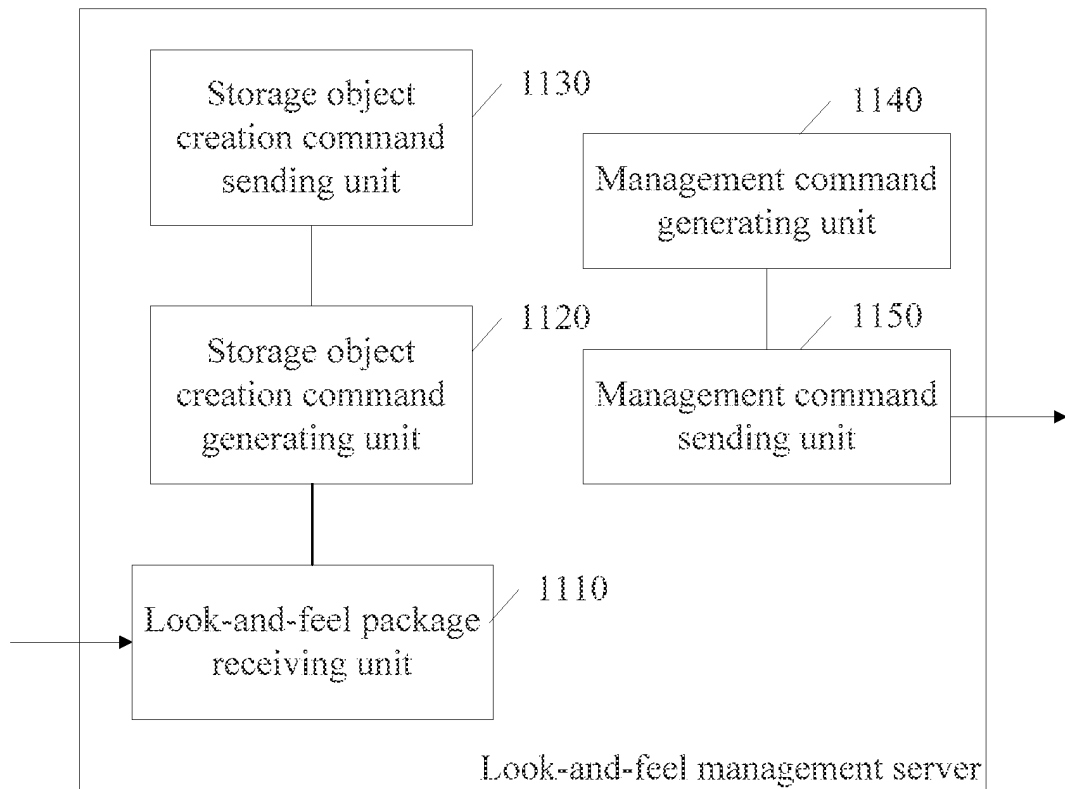 Storage object
creation command
sending unit
1130
1140
Management command
generating unit
Storage object
creation command
generating unit
1120
1150
Management command
sending unit
Look-and-feel package
receiving unit
1110
Look-and-feel management server